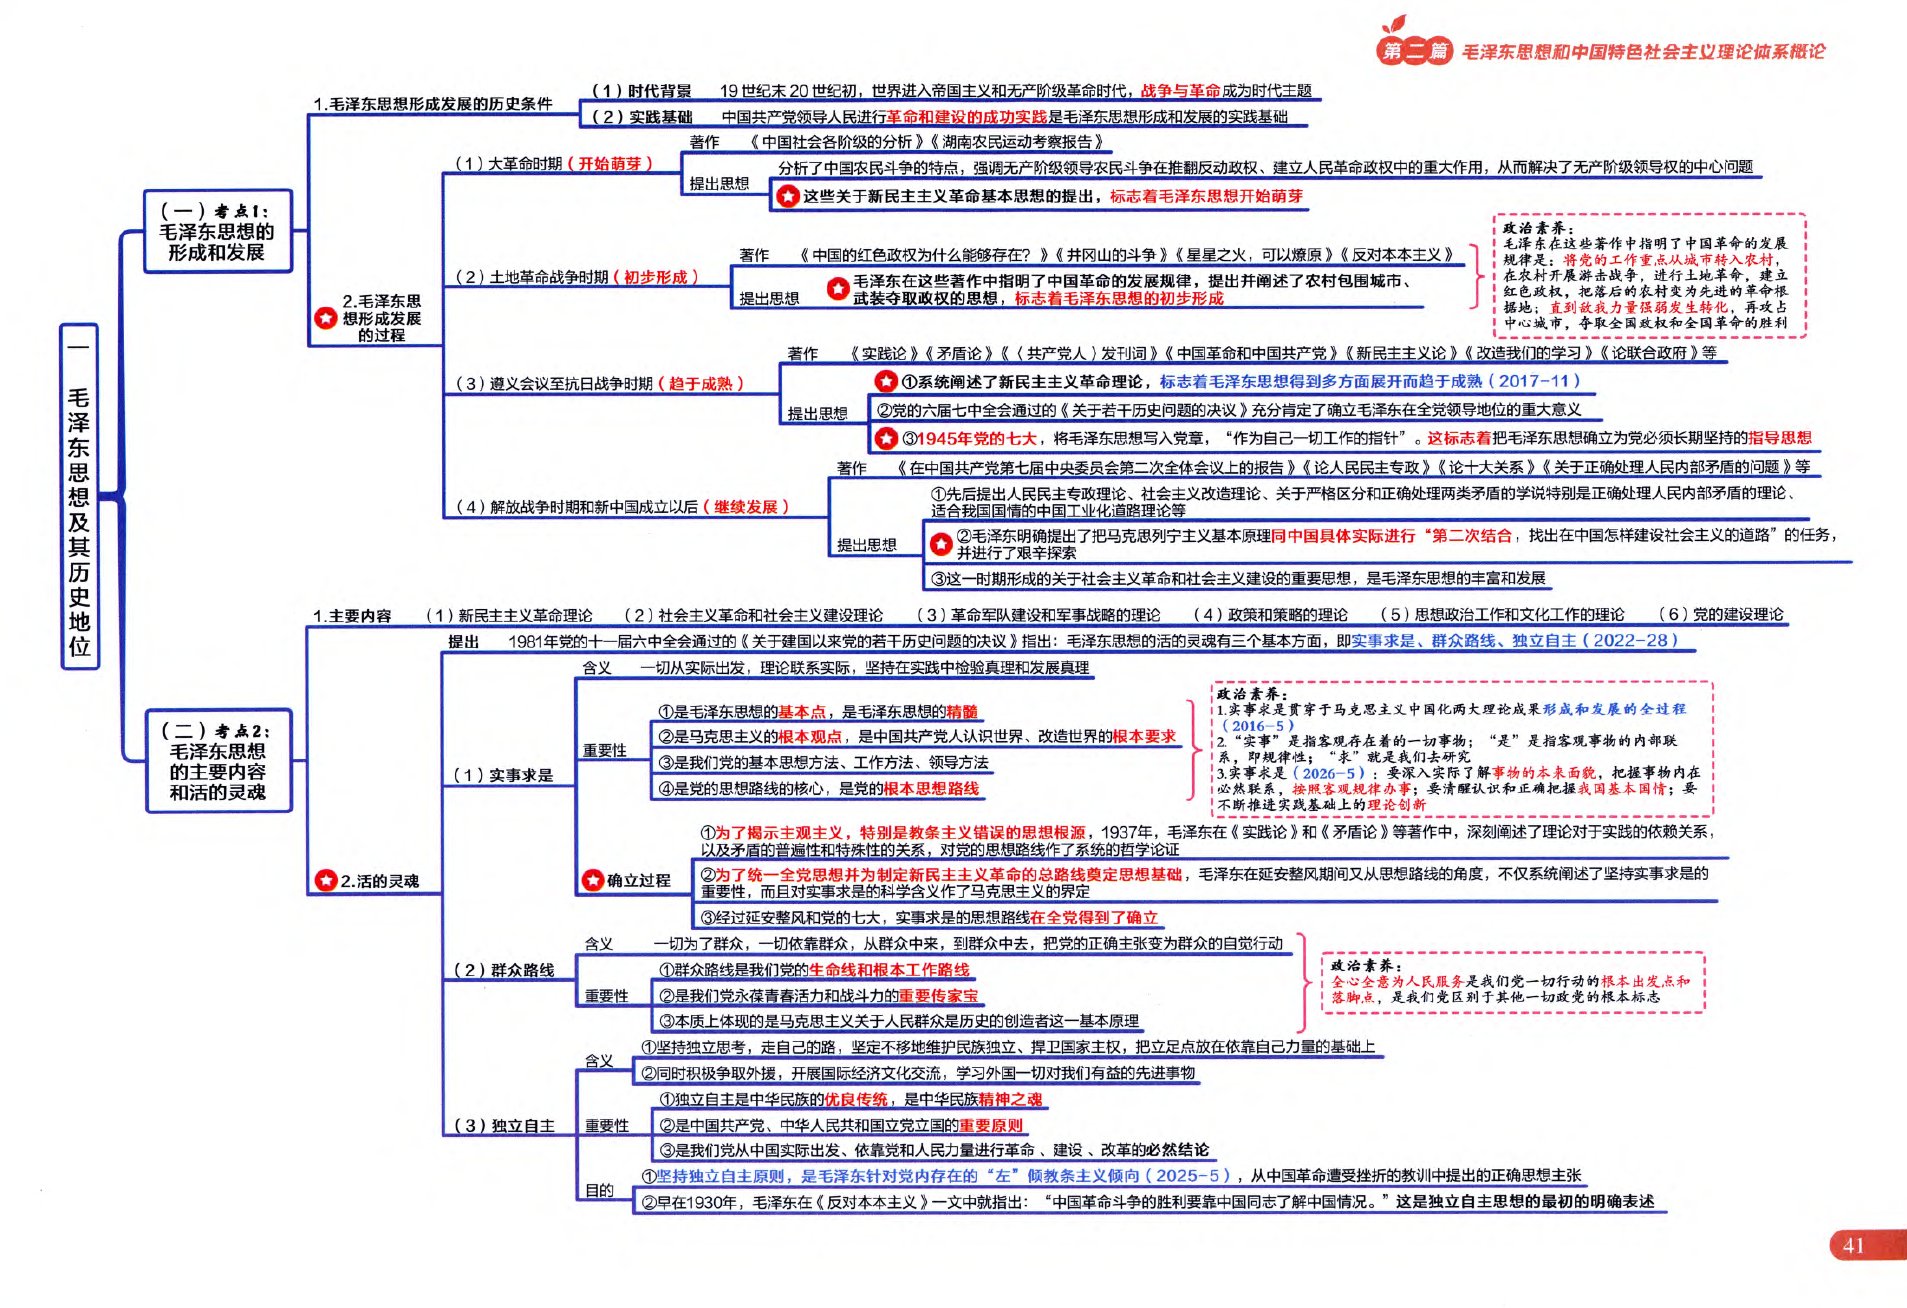 第二篇 毛泽东思想和中国特色社会主义理论体系概论
一 毛泽东思想及其历史地位
（一）考点1：
毛泽东思想的
形成和发展
1.毛泽东思想形成发展的历史条件
（1）时代背景 19世纪末20世纪初，世界进入帝国主义和无产阶级革命时代，战争与革命成为时代主题
（2）实践基础 中国共产党领导人民进行革命和建设的成功实践是毛泽东思想形成和发展的实践基础
2.毛泽东思
想形成发展
的过程
（1）大革命时期（开始萌芽）
著作 《中国社会各阶级的分析》《湖南农民运动考察报告》
提出思想
分析了中国农民斗争的特点，强调无产阶级领导农民斗争在推翻反动政权、建立人民革命政权中的重大作用，从而解决了无产阶级领导权的中心问题
这些关于新民主主义革命基本思想的提出，标志着毛泽东思想开始萌芽
（2）土地革命战争时期（初步形成）
著作 《中国的红色政权为什么能够存在？》《井冈山的斗争》《星星之火，可以燎原》《反对本本主义》
提出思想
毛泽东在这些著作中指明了中国革命的发展规律，提出并阐述了农村包围城市、
武装夺取政权的思想，标志着毛泽东思想的初步形成
政治素养：
毛泽东在这些著作中指明了中国革命的发展
规律是：将党的工作重点从城市转入农村，
在农村开展游击战争，进行土地革命，建立
红色政权，把落后的农村变为先进的革命根
据地；直到敌我力量强弱发生转化，再攻占
中心城市，夺取全国政权和全国革命的胜利
（3）遵义会议至抗日战争时期（趋于成熟）
著作 《实践论》《矛盾论》《〈共产党人〉发刊词》《中国革命和中国共产党》《新民主主义论》《改造我们的学习》《论联合政府》等
提出思想
①系统阐述了新民主主义革命理论，标志着毛泽东思想得到多方面展开而趋于成熟（2017-11）
②党的六届七中全会通过的《关于若干历史问题的决议》充分肯定了确立毛泽东在全党领导地位的重大意义
③1945年党的七大，将毛泽东思想写入党章，“作为自己一切工作的指针”。这标志着把毛泽东思想确立为党必须长期坚持的指导思想
（4）解放战争时期和新中国成立以后（继续发展）
著作 《在中国共产党第七届中央委员会第二次全体会议上的报告》《论人民民主专政》《论十大关系》《关于正确处理人民内部矛盾的问题》等
提出思想
①先后提出人民民主专政理论、社会主义改造理论、关于严格区分和正确处理两类矛盾的学说特别是正确处理人民内部矛盾的理论、
适合我国国情的中国工业化道路理论等
②毛泽东明确提出了把马克思列宁主义基本原理同中国具体实际进行“第二次结合，找出在中国怎样建设社会主义的道路”的任务，
并进行了艰辛探索
③这一时期形成的关于社会主义革命和社会主义建设的重要思想，是毛泽东思想的丰富和发展
（二）考点2：
毛泽东思想
的主要内容
和活的灵魂
1.主要内容 （1）新民主主义革命理论 （2）社会主义革命和社会主义建设理论 （3）革命军队建设和军事战略的理论 （4）政策和策略的理论 （5）思想政治工作和文化工作的理论 （6）党的建设理论
2.活的灵魂
提出 1981年党的十一届六中全会通过的《关于建国以来党的若干历史问题的决议》指出：毛泽东思想的活的灵魂有三个基本方面，即实事求是、群众路线、独立自主（2022-28）
（1）实事求是
含义 一切从实际出发，理论联系实际，坚持在实践中检验真理和发展真理
重要性
①是毛泽东思想的基本点，是毛泽东思想的精髓
②是马克思主义的根本观点，是中国共产党人认识世界、改造世界的根本要求
③是我们党的基本思想方法、工作方法、领导方法
④是党的思想路线的核心，是党的根本思想路线
政治素养：
1.实事求是贯穿于马克思主义中国化两大理论成果形成和发展的全过程
（2016-5）
2.“实事”是指客观存在着的一切事物；“是”是指客观事物的内部联
系，即规律性；“求”就是我们去研究
3.实事求是（2026-5）：要深入实际了解事物的本来面貌，把握事物内在
必然联系，按照客观规律办事；要清醒认识和正确把握我国基本国情；要
不断推进实践基础上的理论创新
确立过程
①为了揭示主观主义，特别是教条主义错误的思想根源，1937年，毛泽东在《实践论》和《矛盾论》等著作中，深刻阐述了理论对于实践的依赖关系，
以及矛盾的普遍性和特殊性的关系，对党的思想路线作了系统的哲学论证
②为了统一全党思想并为制定新民主主义革命的总路线奠定思想基础，毛泽东在延安整风期间又从思想路线的角度，不仅系统阐述了坚持实事求是的
重要性，而且对实事求是的科学含义作了马克思主义的界定
③经过延安整风和党的七大，实事求是的思想路线在全党得到了确立
（2）群众路线
含义 一切为了群众，一切依靠群众，从群众中来，到群众中去，把党的正确主张变为群众的自觉行动
重要性
①群众路线是我们党的生命线和根本工作路线
②是我们党永葆青春活力和战斗力的重要传家宝
③本质上体现的是马克思主义关于人民群众是历史的创造者这一基本原理
政治素养：
全心全意为人民服务是我们党一切行动的根本出发点和
落脚点，是我们党区别于其他一切政党的根本标志
（3）独立自主
含义
①坚持独立思考，走自己的路，坚定不移地维护民族独立、捍卫国家主权，把立足点放在依靠自己力量的基础上
②同时积极争取外援，开展国际经济文化交流，学习外国一切对我们有益的先进事物
重要性
①独立自主是中华民族的优良传统，是中华民族精神之魂
②是中国共产党、中华人民共和国立党立国的重要原则
③是我们党从中国实际出发、依靠党和人民力量进行革命、建设、改革的必然结论
目的
①坚持独立自主原则，是毛泽东针对党内存在的“左”倾教条主义倾向（2025-5），从中国革命遭受挫折的教训中提出的正确思想主张
②早在1930年，毛泽东在《反对本本主义》一文中就指出：“中国革命斗争的胜利要靠中国同志了解中国情况。”这是独立自主思想的最初的明确表述
41